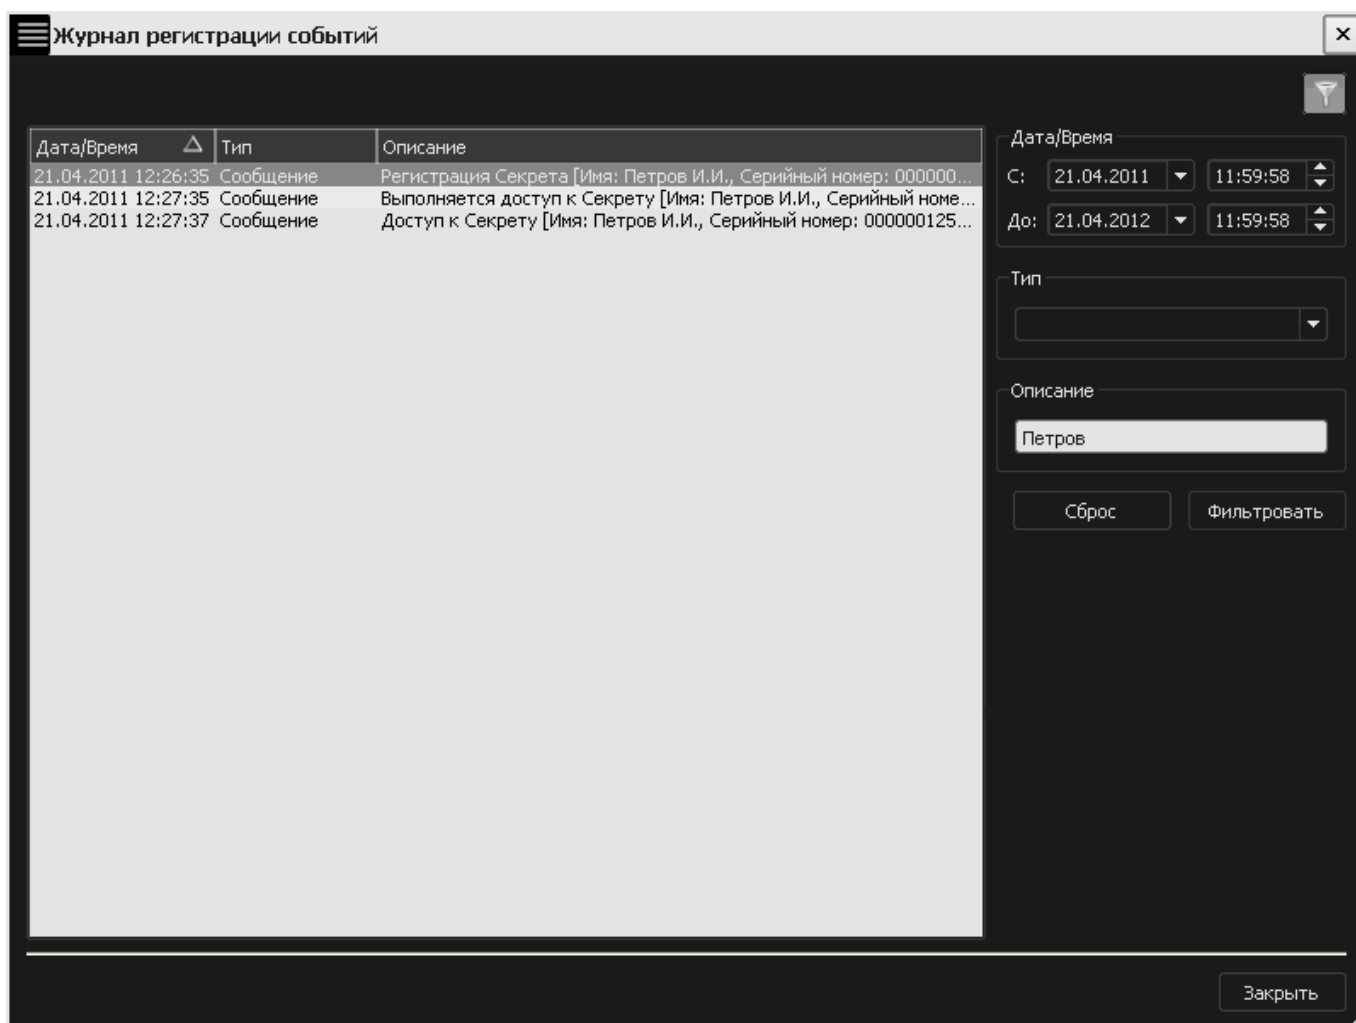 Журнал регистрации событий
Дата/Время Тип Описание
21.04.2011 12:26:35 Сообщение Регистрация Секрета [Имя: Петров И.И., Серийный номер: 000000...
21.04.2011 12:27:35 Сообщение Выполняется доступ к Секрету [Имя: Петров И.И., Серийный номе...
21.04.2011 12:27:37 Сообщение Доступ к Секрету [Имя: Петров И.И., Серийный номер: 000000125...
Дата/Время
С: 21.04.2011 11:59:58
До: 21.04.2012 11:59:58
Тип
Описание
Петров
Сброс Фильтровать
Закрыть